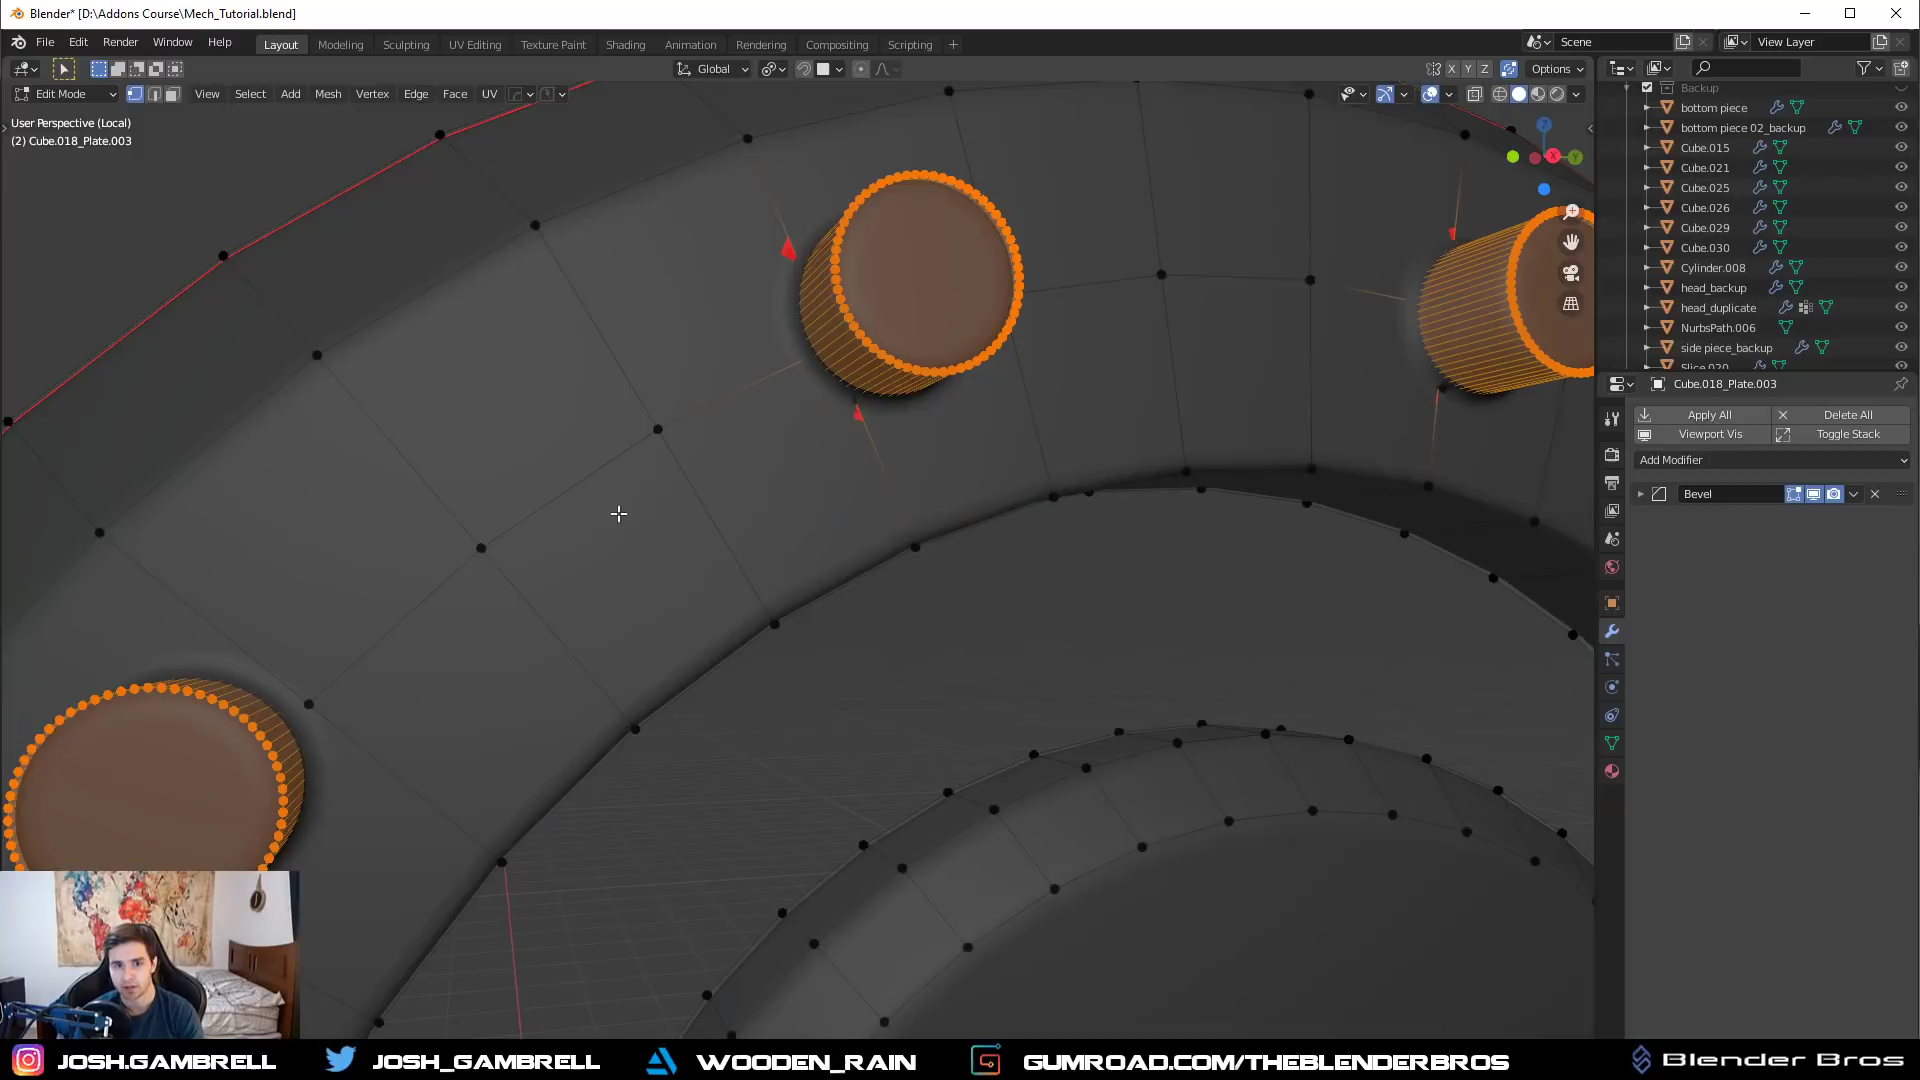 Blender* [D:\Addons Course\Mech_Tutorial.blend]
File Edit Render Window Help Layout Modeling Sculpting UV Editing Texture Paint Shading Animation Rendering Compositing Scripting + Scene View Layer
Global X Y Z Options
Edit Mode View Select Add Mesh Vertex Edge Face UV
User Perspective (Local)
(2) Cube.018_Plate.003
Z
X
Y
Backup
bottom piece
bottom piece 02_backup
Cube.015
Cube.021
Cube.025
Cube.026
Cube.029
Cube.030
Cylinder.008
head_backup
head_duplicate
NurbsPath.006
side piece_backup
Slice.020
Cube.018_Plate.003
Apply All Delete All
Viewport Vis Toggle Stack
Add Modifier
Bevel
JOSH.GAMBRELL JOSH_GAMBRELL WOODEN_RAIN GUMROAD.COM/THEBLENDERBROS Blender Bros